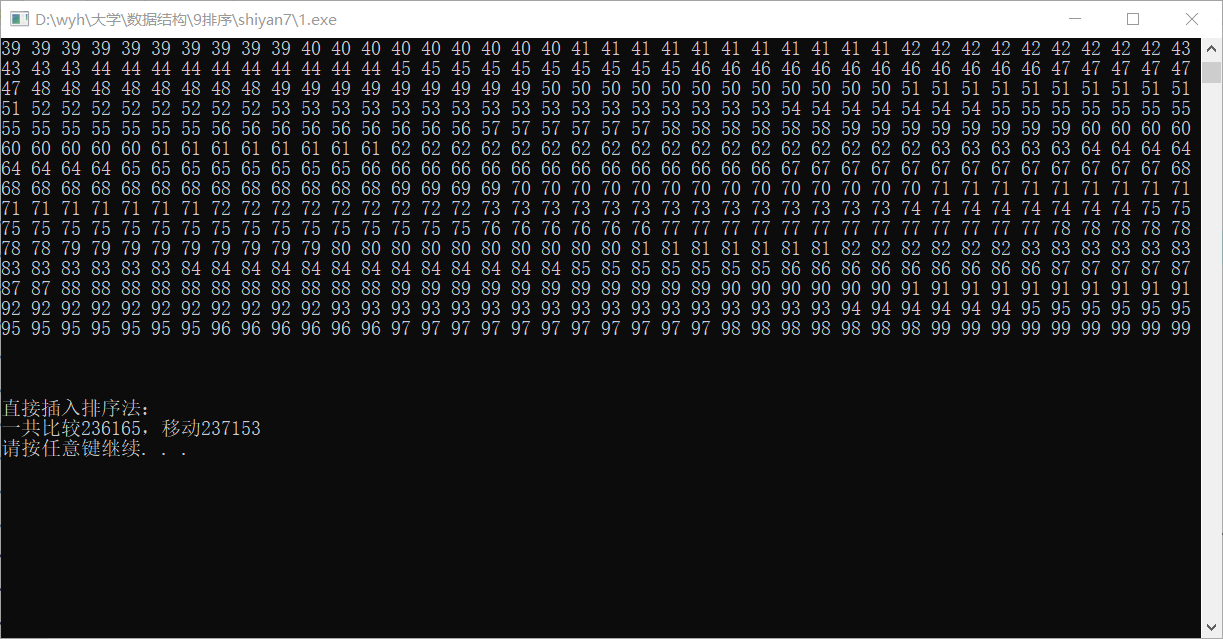 D:\wyh\大学\数据结构\9排序\shiyan7\1.exe
39 39 39 39 39 39 39 39 39 39 40 40 40 40 40 40 40 40 40 41 41 41 41 41 41 41 41 41 41 41 42 42 42 42 42 42 42 42 42 43
43 43 43 44 44 44 44 44 44 44 44 44 44 45 45 45 45 45 45 45 45 45 45 46 46 46 46 46 46 46 46 46 46 46 46 47 47 47 47 47
47 48 48 48 48 48 48 48 48 49 49 49 49 49 49 49 49 49 50 50 50 50 50 50 50 50 50 50 50 50 51 51 51 51 51 51 51 51 51 51
51 52 52 52 52 52 52 52 52 53 53 53 53 53 53 53 53 53 53 53 53 53 53 53 53 53 54 54 54 54 54 54 54 55 55 55 55 55 55 55
55 55 55 55 55 55 55 56 56 56 56 56 56 56 56 56 57 57 57 57 57 57 58 58 58 58 58 58 59 59 59 59 59 59 59 59 60 60 60 60
60 60 60 60 60 61 61 61 61 61 61 61 61 62 62 62 62 62 62 62 62 62 62 62 62 62 62 62 62 62 62 63 63 63 63 63 64 64 64 64
64 64 64 64 65 65 65 65 65 65 65 65 66 66 66 66 66 66 66 66 66 66 66 66 66 66 67 67 67 67 67 67 67 67 67 67 67 67 67 68
68 68 68 68 68 68 68 68 68 68 68 68 68 69 69 69 69 70 70 70 70 70 70 70 70 70 70 70 70 70 70 71 71 71 71 71 71 71 71 71
71 71 71 71 71 71 71 72 72 72 72 72 72 72 72 72 73 73 73 73 73 73 73 73 73 73 73 73 73 73 74 74 74 74 74 74 74 74 75 75
75 75 75 75 75 75 75 75 75 75 75 75 75 75 75 75 76 76 76 76 76 76 77 77 77 77 77 77 77 77 77 77 77 77 77 78 78 78 78 78
78 78 79 79 79 79 79 79 79 79 79 80 80 80 80 80 80 80 80 80 80 81 81 81 81 81 81 81 82 82 82 82 82 82 83 83 83 83 83 83
83 83 83 83 83 83 84 84 84 84 84 84 84 84 84 84 84 84 84 85 85 85 85 85 85 85 86 86 86 86 86 86 86 86 86 87 87 87 87 87
87 87 88 88 88 88 88 88 88 88 88 88 88 89 89 89 89 89 89 89 89 89 89 89 90 90 90 90 90 90 91 91 91 91 91 91 91 91 91 91
92 92 92 92 92 92 92 92 92 92 92 93 93 93 93 93 93 93 93 93 93 93 93 93 93 93 93 93 94 94 94 94 94 94 95 95 95 95 95 95
95 95 95 95 95 95 95 96 96 96 96 96 96 97 97 97 97 97 97 97 97 97 97 97 98 98 98 98 98 98 98 99 99 99 99 99 99 99 99 99
直接插入排序法：
一共比较236165，移动237153
请按任意键继续. . .